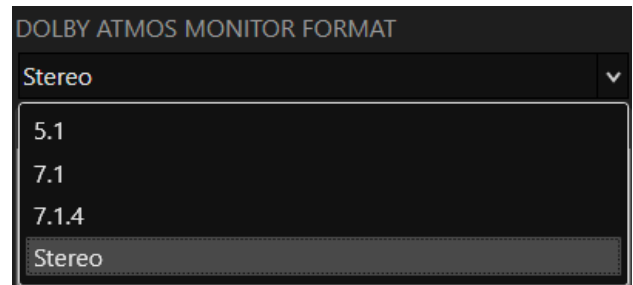 DOLBY ATMOS MONITOR FORMAT
Stereo
5.1
7.1
7.1.4
Stereo